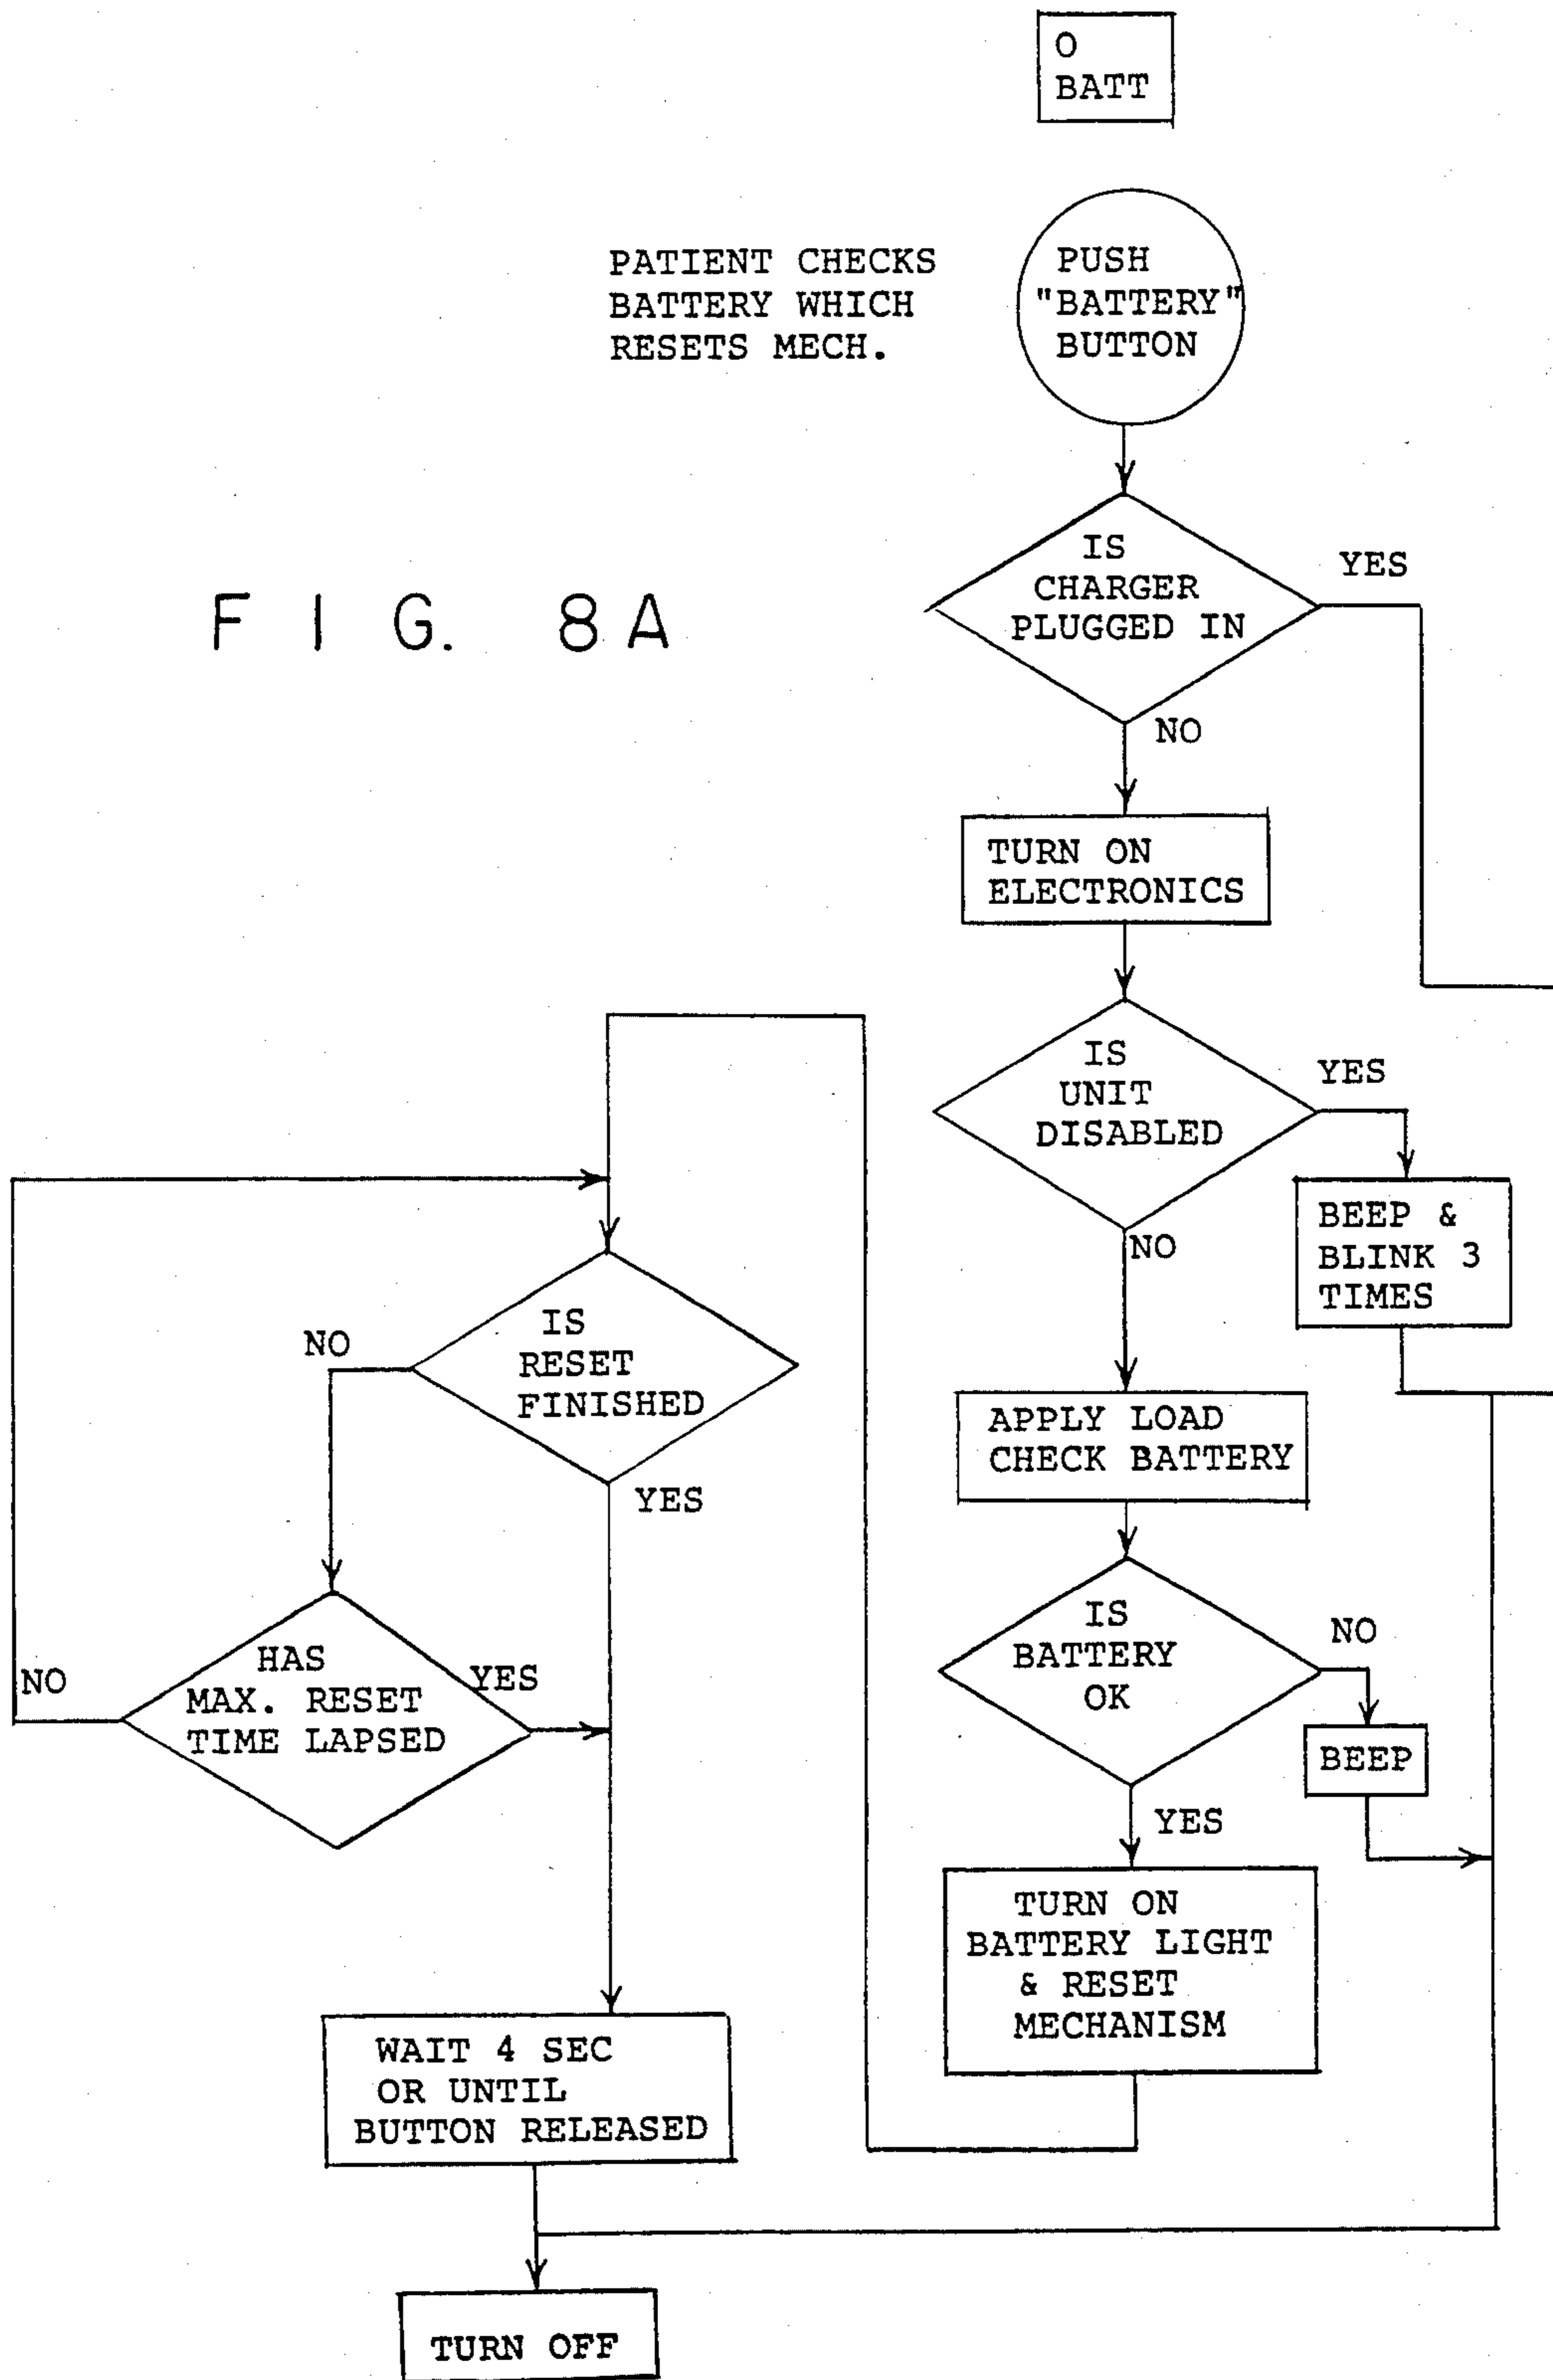 O
BATT
PATIENT CHECKS
BATTERY WHICH
RESETS MECH.
PUSH
"BATTERY"
BUTTON
F I G. 8 A
IS
CHARGER
PLUGGED IN
YES
NO
TURN ON
ELECTRONICS
IS
UNIT
DISABLED
YES
NO
BEEP &
BLINK 3
TIMES
APPLY LOAD
CHECK BATTERY
IS
BATTERY
OK
NO
BEEP
YES
TURN ON
BATTERY LIGHT
& RESET
MECHANISM
IS
RESET
FINISHED
NO
YES
HAS
MAX. RESET
TIME LAPSED
NO
YES
WAIT 4 SEC
OR UNTIL
BUTTON RELEASED
TURN OFF